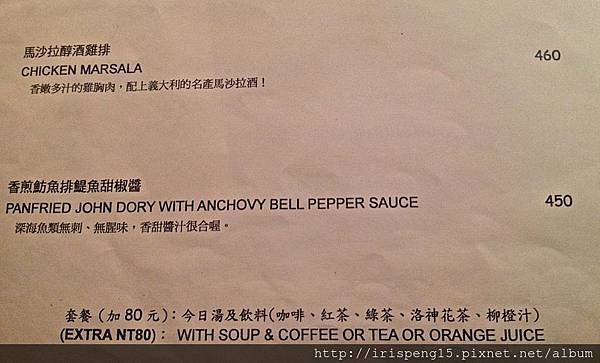 馬沙拉醇酒雞排
460
CHICKEN MARSALA
香嫩多汁的雞胸肉，配上義大利的名產馬沙拉酒！
香煎魴魚排鯷魚甜椒醬
PANFRIED JOHN DORY WITH ANCHOVY BELL PEPPER SAUCE 450
深海魚類無刺、無腥味，香甜醬汁很合喔。
套餐（加 80 元）：今日湯及飲料(咖啡、紅茶、綠茶、洛神花茶、柳橙汁)
(EXTRA NT80)： WITH SOUP & COFFEE OR TEA OR ORANGE JUICE
http://irispeng15.pixnet.net/album